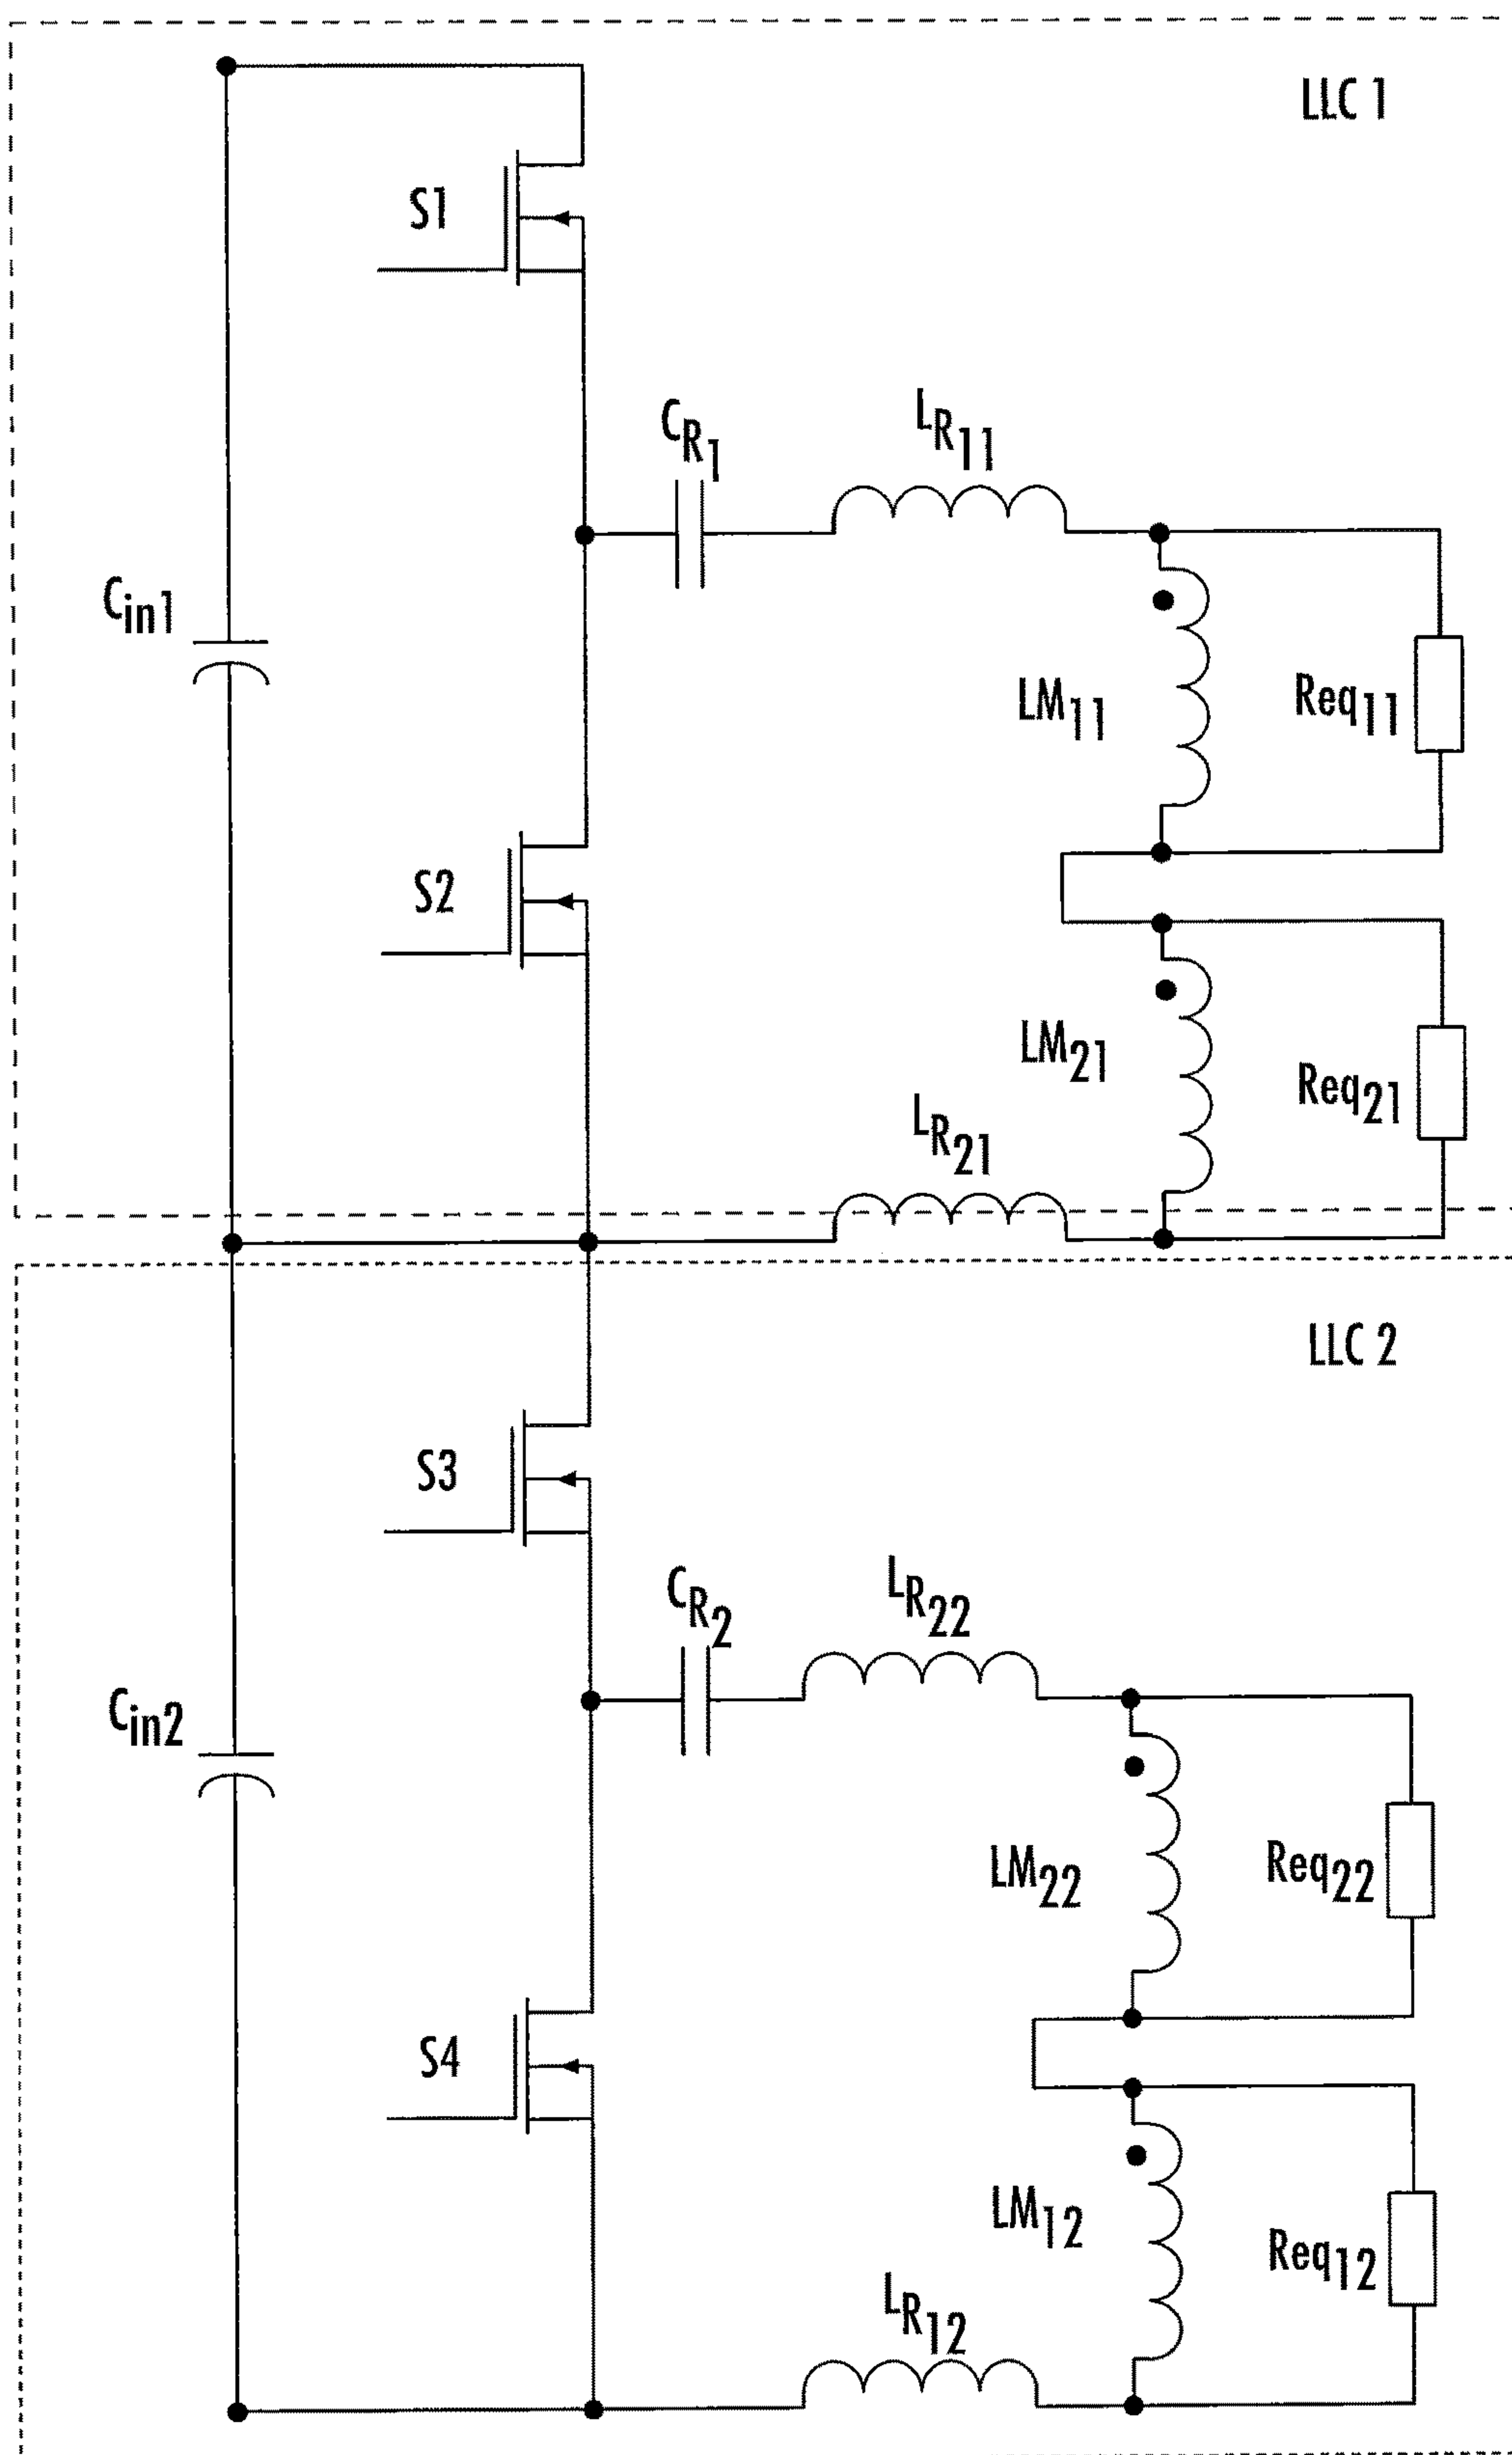 LLC 1
S1
CR1
LR11
Cin1
LM11
Req11
S2
LM21
Req21
LR21
LLC 2
S3
CR2
LR22
Cin2
LM22
Req22
S4
LM12
Req12
LR12